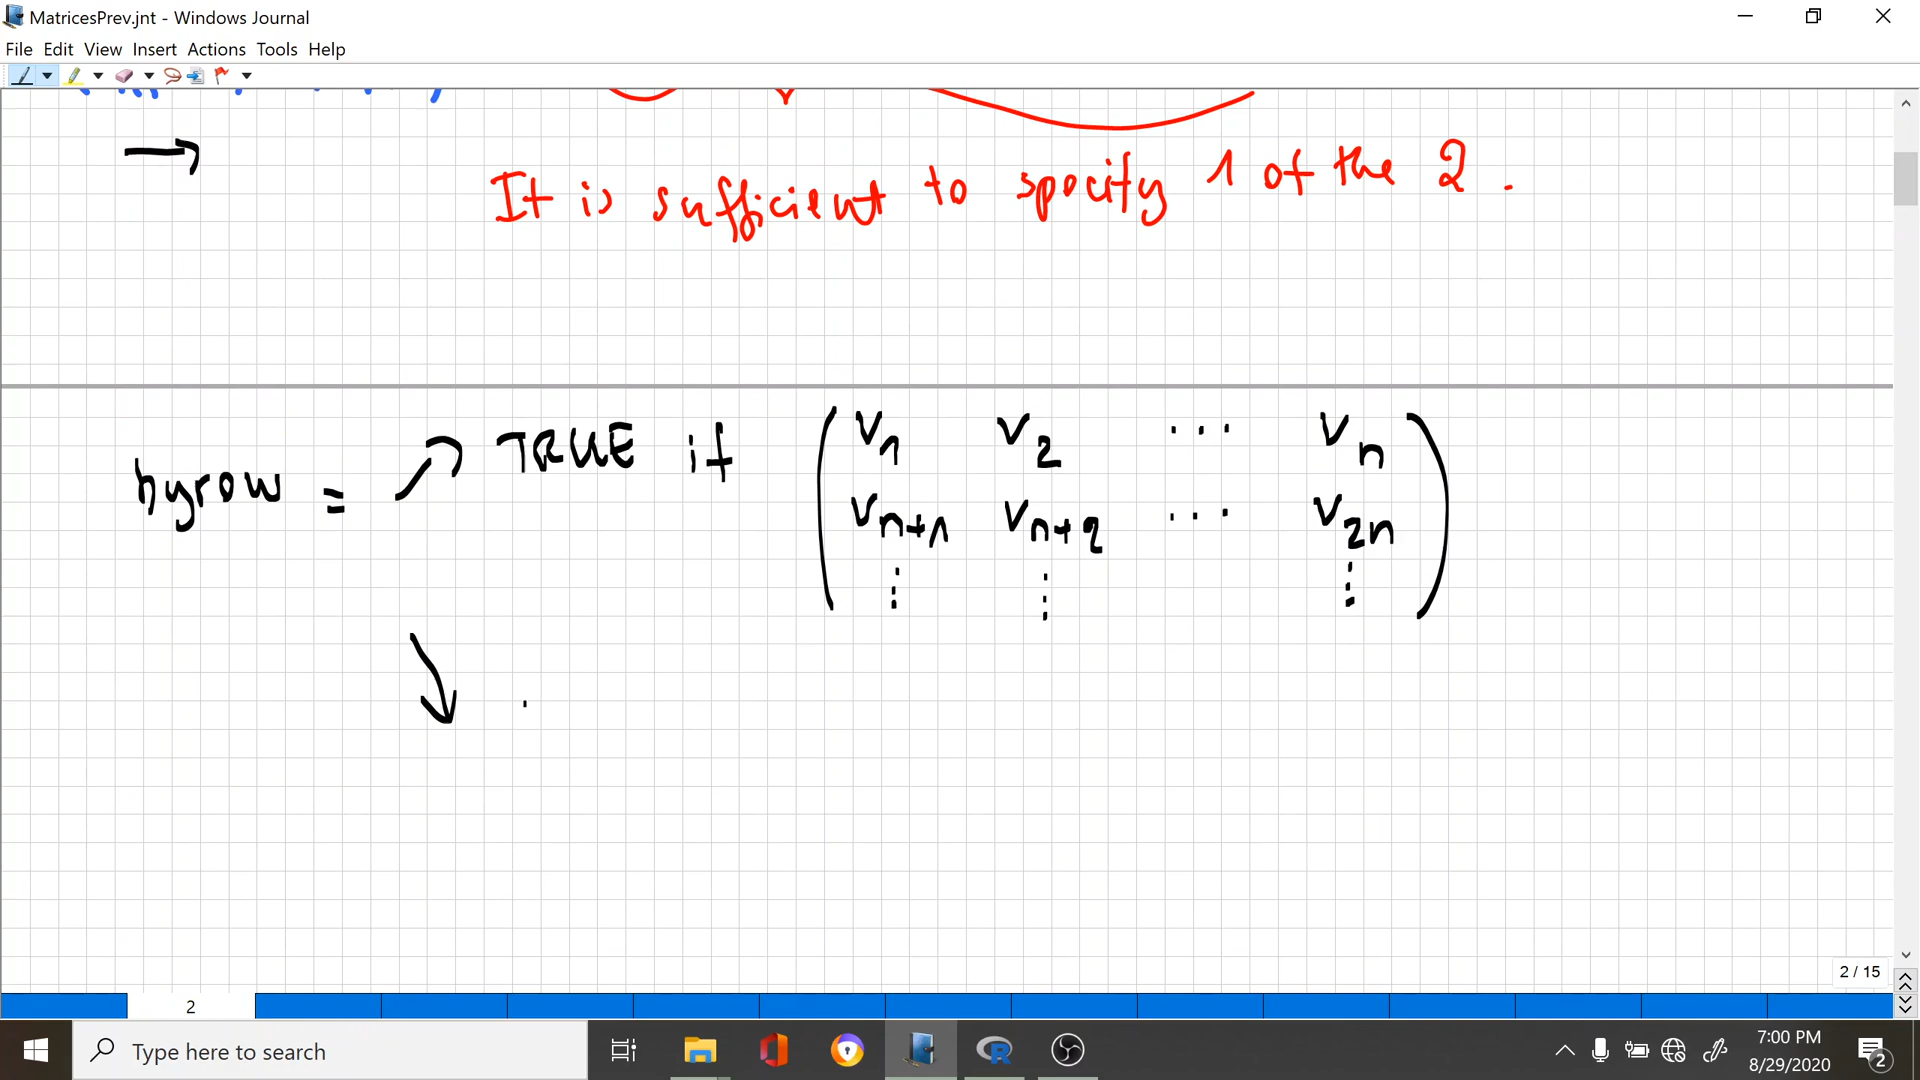 MatricesPrev.jnt - Windows Journal
File Edit View Insert Actions Tools Help
It is sufficient to specify 1 of the 2 .
byrow = TRUE if
v1 v2 ... vn
vn+1 vn+2 ... v2n
⋮ ⋮ ⋮
2 / 15
2
Type here to search
7:00 PM
8/29/2020
2